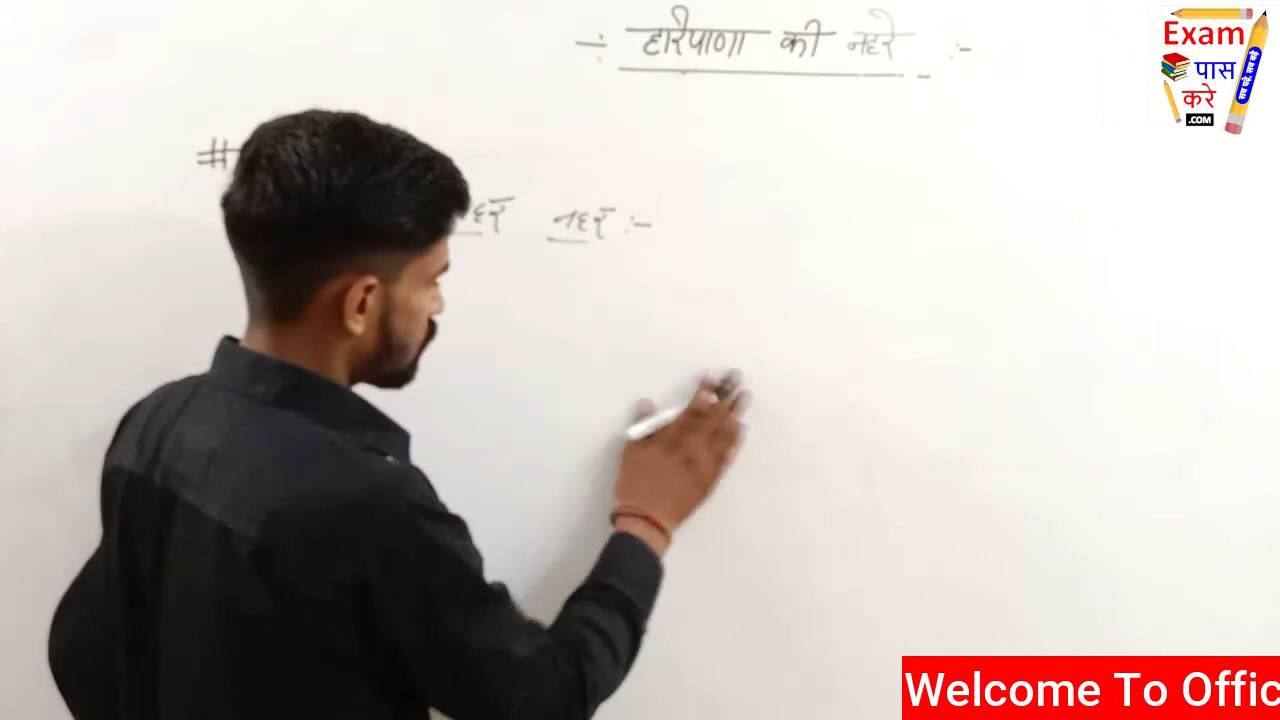 ÷ हरियाणा की नहरे :-
#
नहर :-
Exam
पास
करे
.COM
Welcome To Offic